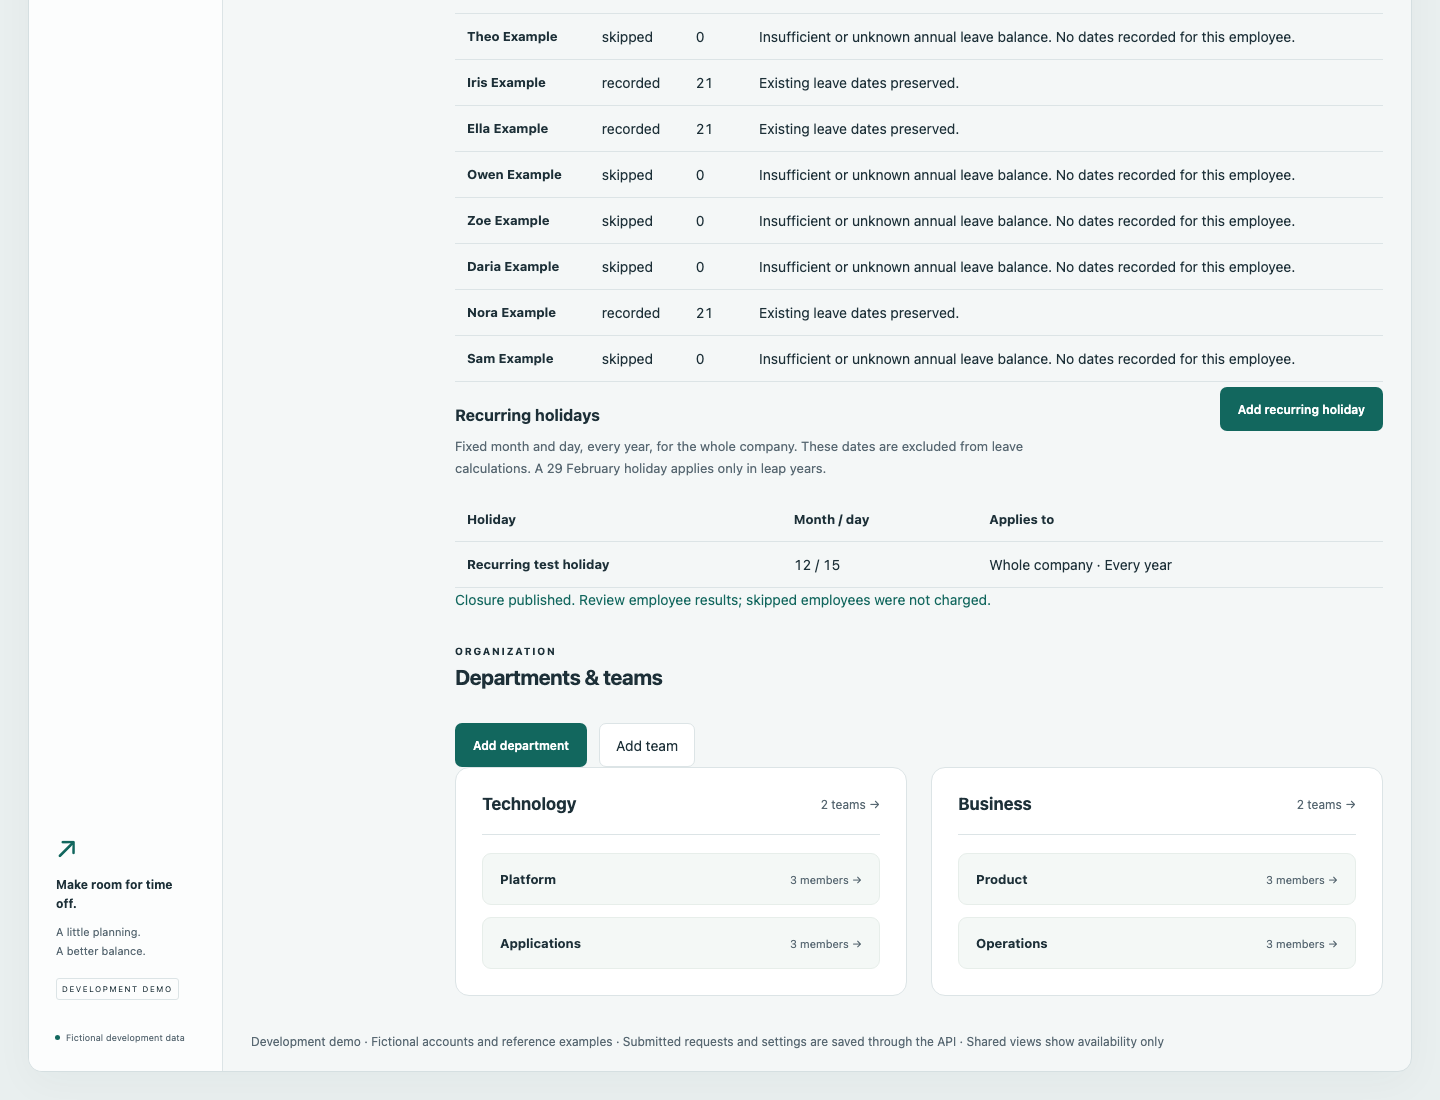 Theo Example skipped 0 Insufficient or unknown annual leave balance. No dates recorded for this employee.
Iris Example recorded 21 Existing leave dates preserved.
Ella Example recorded 21 Existing leave dates preserved.
Owen Example skipped 0 Insufficient or unknown annual leave balance. No dates recorded for this employee.
Zoe Example skipped 0 Insufficient or unknown annual leave balance. No dates recorded for this employee.
Daria Example skipped 0 Insufficient or unknown annual leave balance. No dates recorded for this employee.
Nora Example recorded 21 Existing leave dates preserved.
Sam Example skipped 0 Insufficient or unknown annual leave balance. No dates recorded for this employee.
Recurring holidays
Add recurring holiday
Fixed month and day, every year, for the whole company. These dates are excluded from leave
calculations. A 29 February holiday applies only in leap years.
Holiday Month / day Applies to
Recurring test holiday 12 / 15 Whole company · Every year
Closure published. Review employee results; skipped employees were not charged.
ORGANIZATION
Departments & teams
Add department Add team
Technology 2 teams →
Platform 3 members →
Applications 3 members →
Business 2 teams →
Product 3 members →
Operations 3 members →
Make room for time
off.
A little planning.
A better balance.
DEVELOPMENT DEMO
Fictional development data
Development demo · Fictional accounts and reference examples · Submitted requests and settings are saved through the API · Shared views show availability only